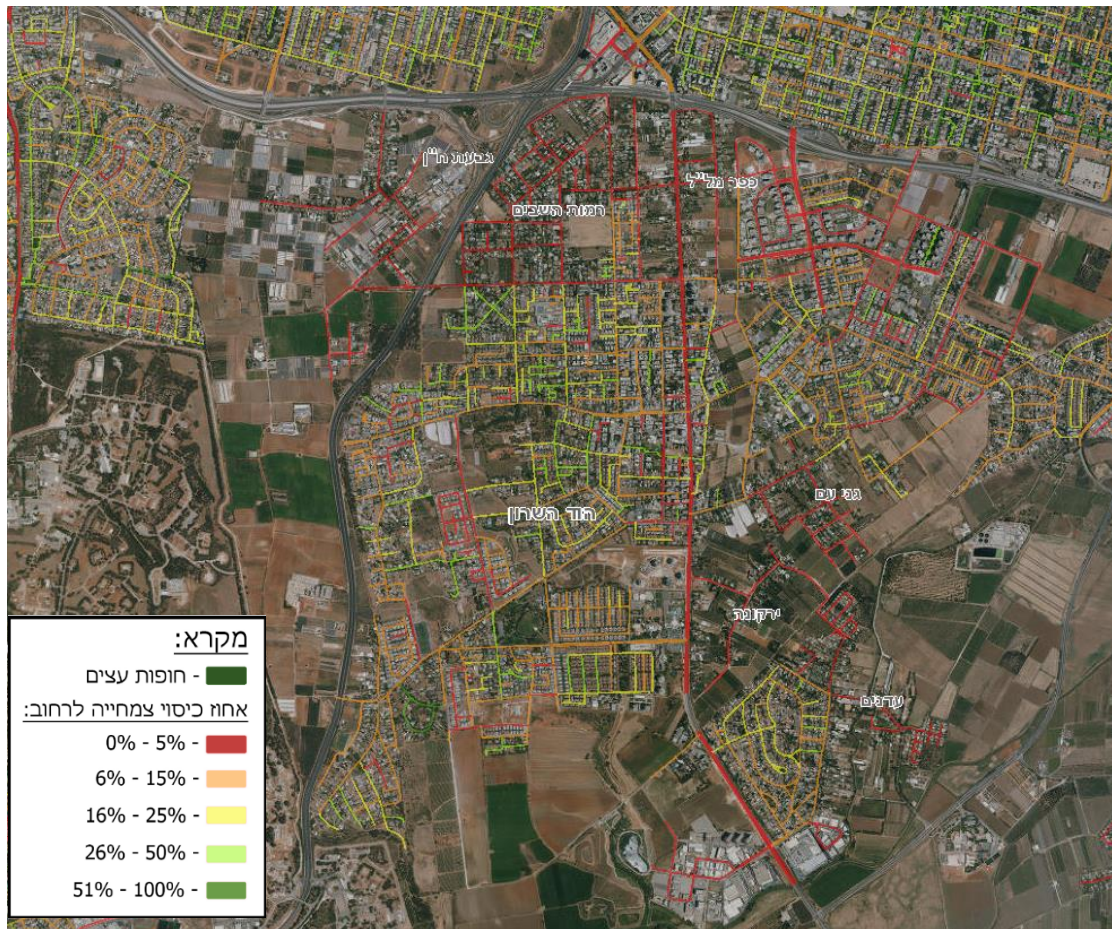 גבעת ח"ן
כפר מל"ל
רמות השבים
גני עם
הוד השרון
ירקונה
עדנים
מקרא:
- חופות עצים
אחוז כיסוי צמחייה לרחוב:
0% - 5% -
6% - 15% -
16% - 25% -
26% - 50% -
51% - 100% -